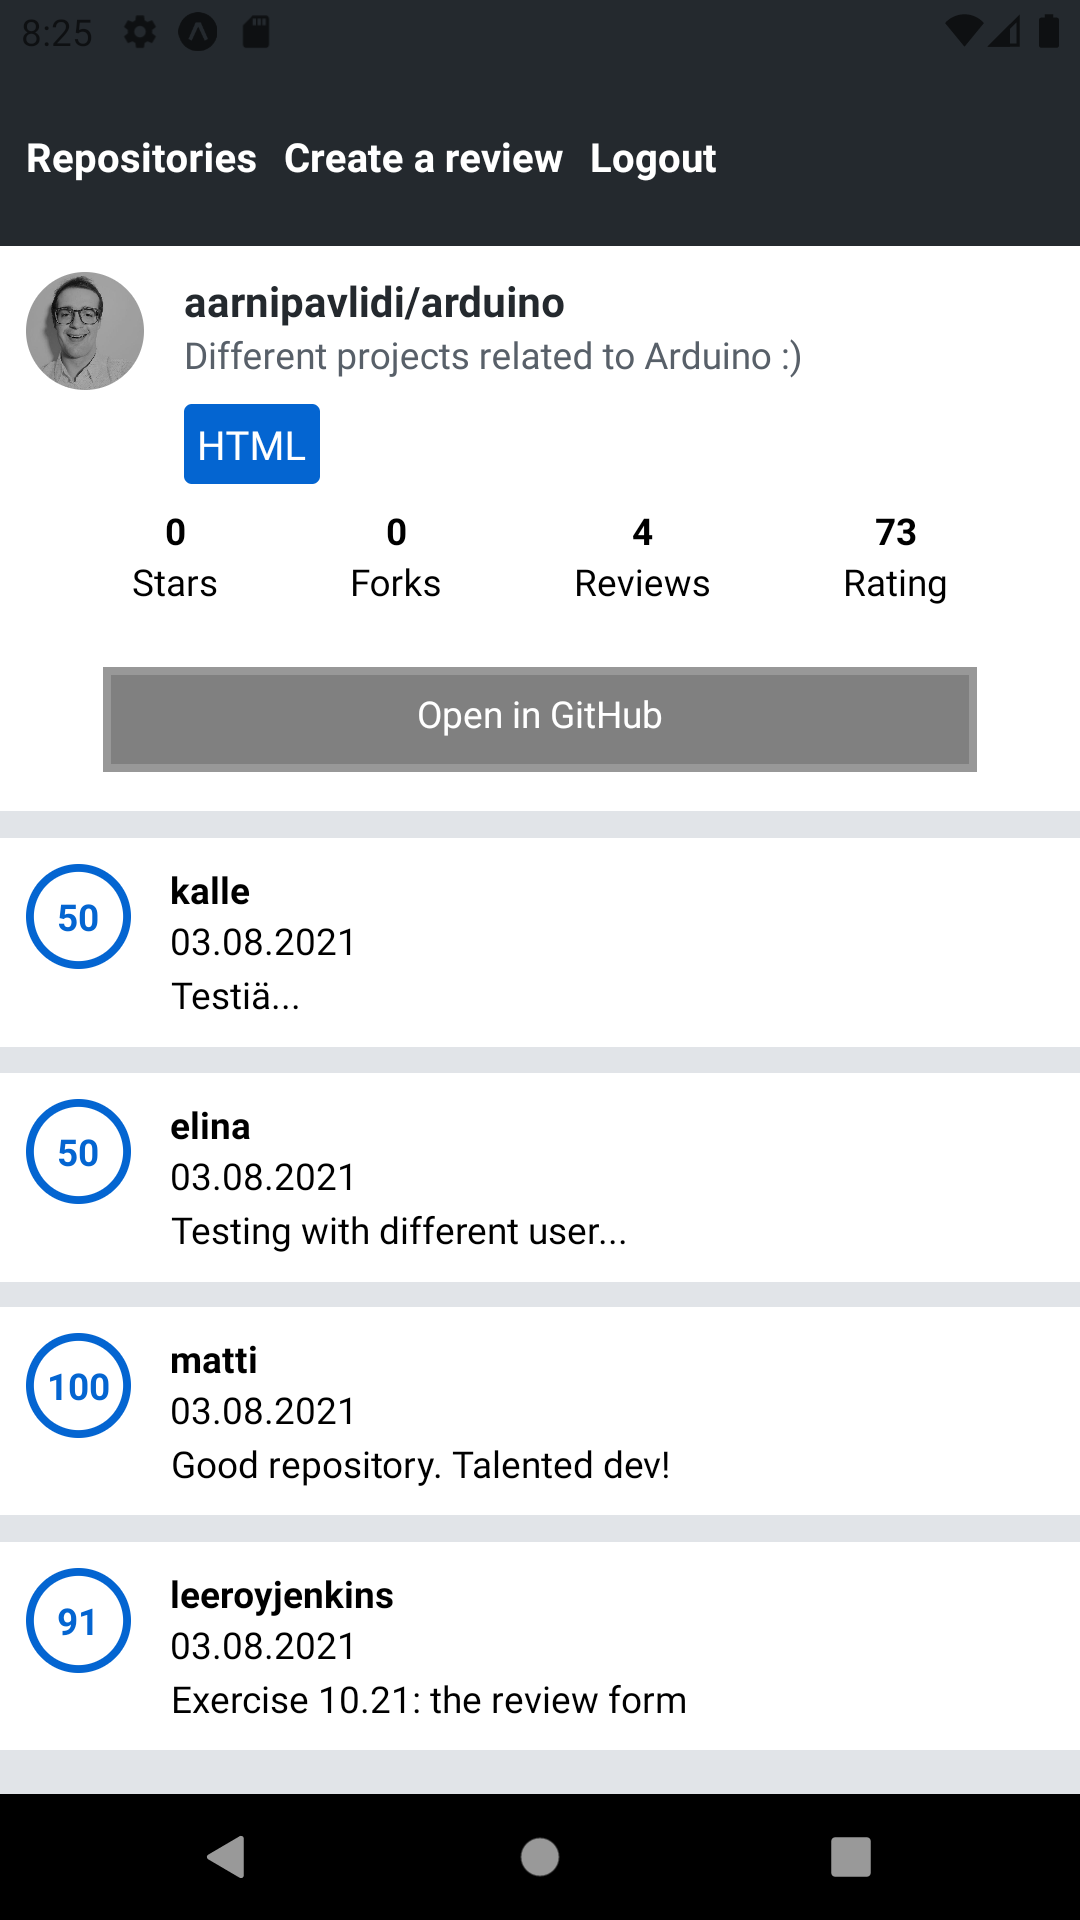 8:25
Repositories Create a review Logout
aarnipavlidi/arduino
Different projects related to Arduino :)
HTML
0 0 4 73
Stars Forks Reviews Rating
Open in GitHub
50 kalle
03.08.2021
Testiä...
50 elina
03.08.2021
Testing with different user...
100 matti
03.08.2021
Good repository. Talented dev!
91 leeroyjenkins
03.08.2021
Exercise 10.21: the review form